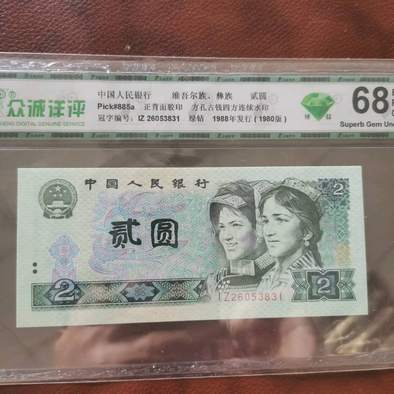 众诚评评
中国人民银行 维吾尔族、彝族 贰圆
Pick#885a 正背面胶印 方孔古钱四方连续水印
冠字编号: IZ 26053831 绿钻 1988年发行(1980版)
68
Superb Gem Unc
中国人民银行
2
贰圆
IZ26053831
2
2